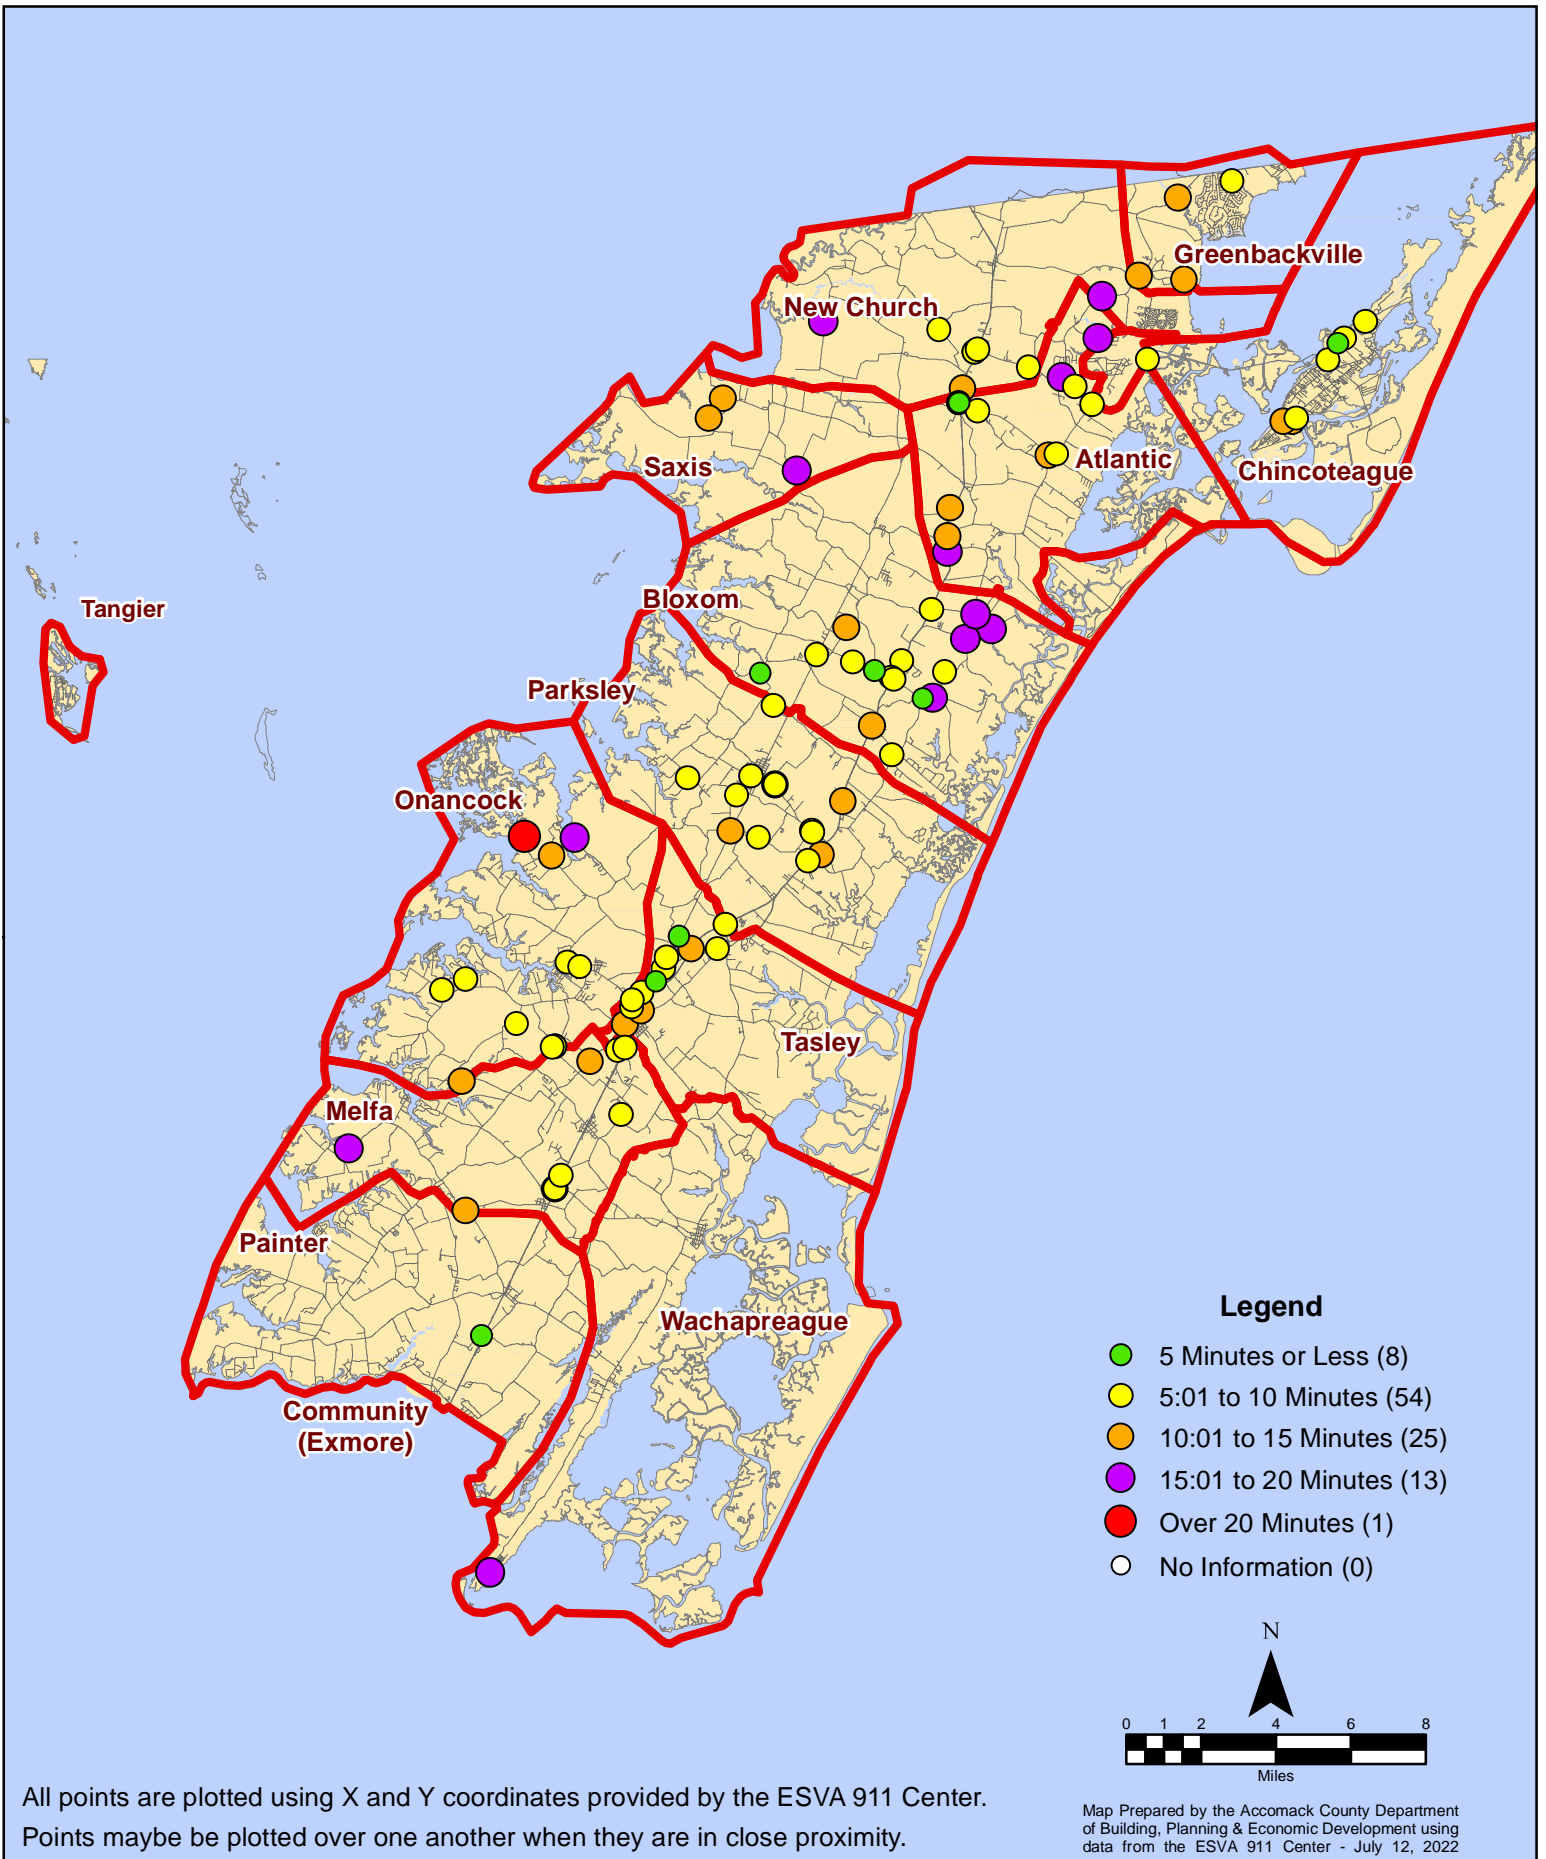 Greenbackville
New Church
Atlantic
Saxis
Chincoteague
Bloxom
Tangier
Parksley
Onancock
Tasley
Melfa
Painter
Wachapreague
Community
(Exmore)
Legend
5 Minutes or Less (8)
5:01 to 10 Minutes (54)
10:01 to 15 Minutes (25)
15:01 to 20 Minutes (13)
Over 20 Minutes (1)
No Information (0)
N
0 1 2 4 6 8
Miles
All points are plotted using X and Y coordinates provided by the ESVA 911 Center.
Points maybe be plotted over one another when they are in close proximity.
Map Prepared by the Accomack County Department
of Building, Planning & Economic Development using
data from the ESVA 911 Center - July 12, 2022